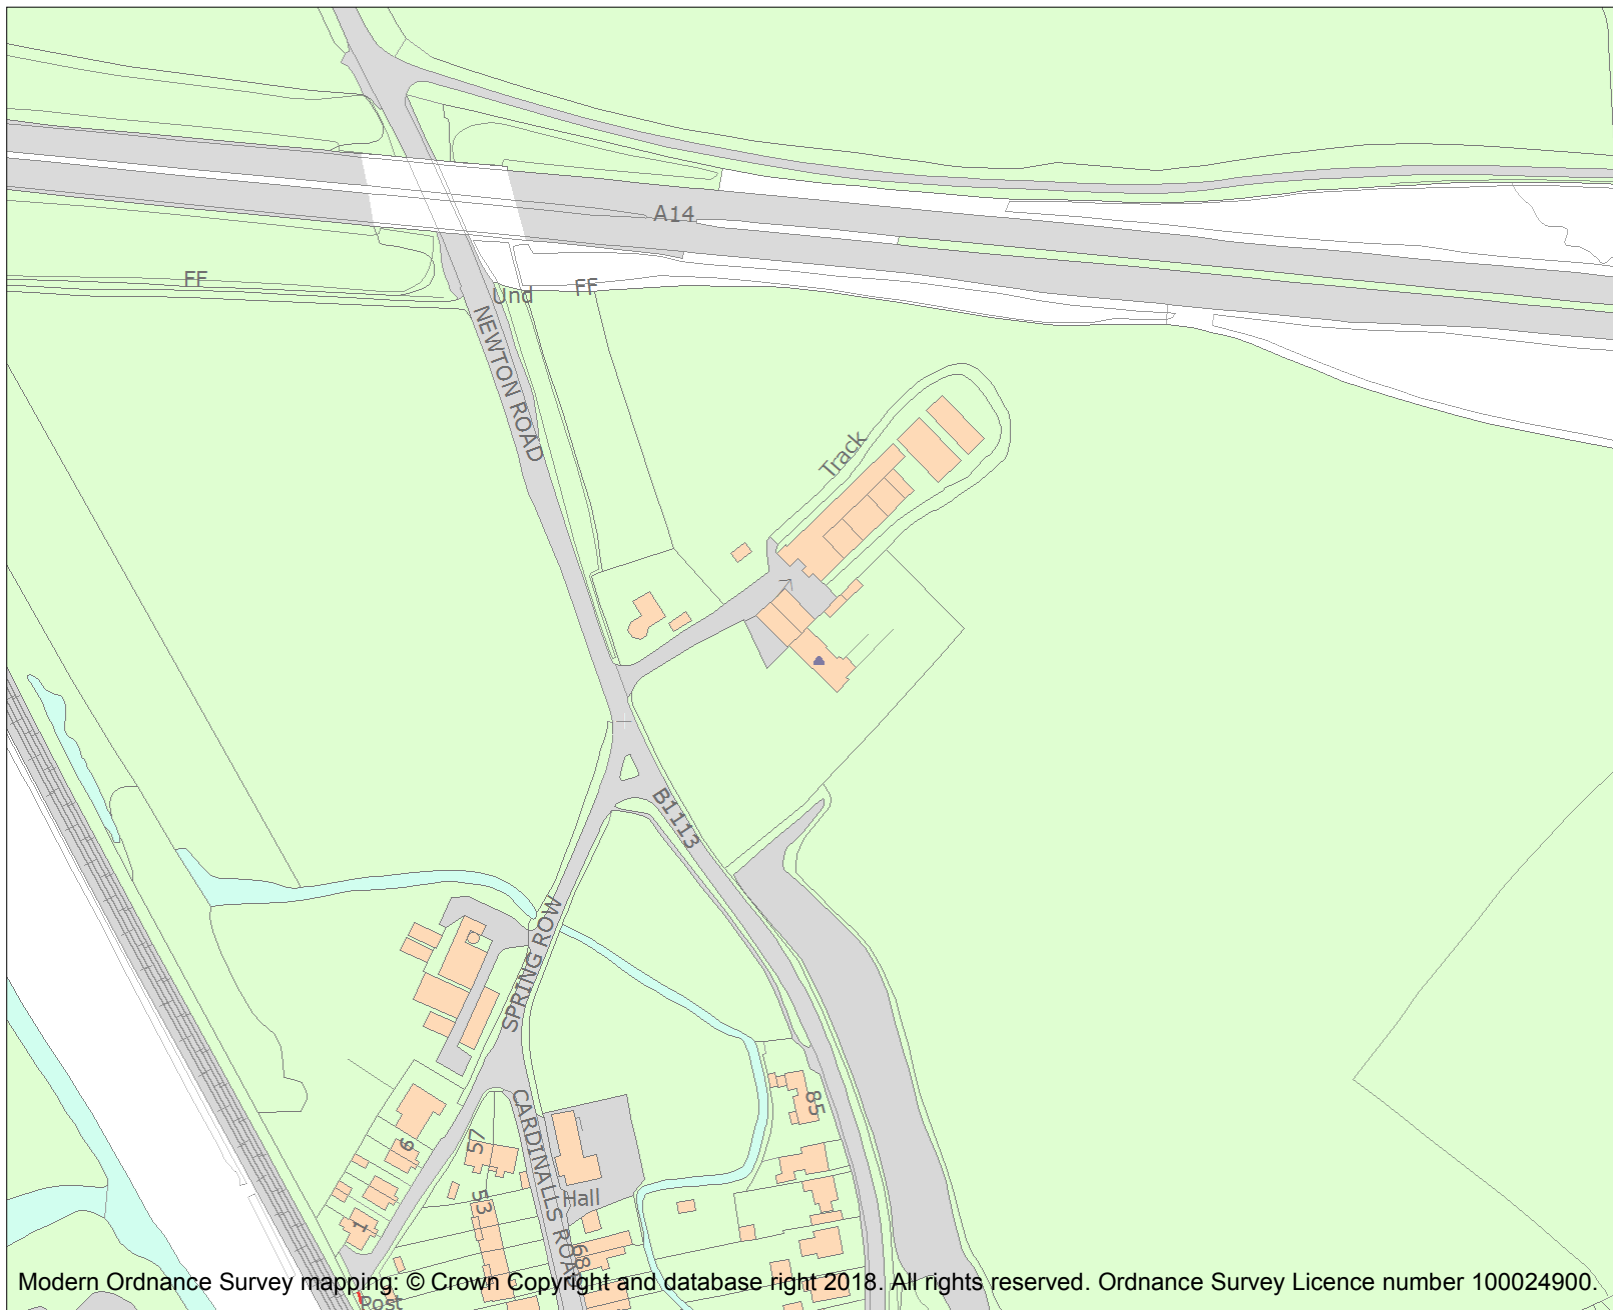 A14
FF
FF
Und
NEWTON ROAD
Track
B1113
SPRING ROW
CARDINALLS ROAD
85
57
6
53
Hall
1
68
Modern Ordnance Survey mapping: © Crown Copyright and database right 2018. All rights reserved. Ordnance Survey Licence number 100024900.
Post